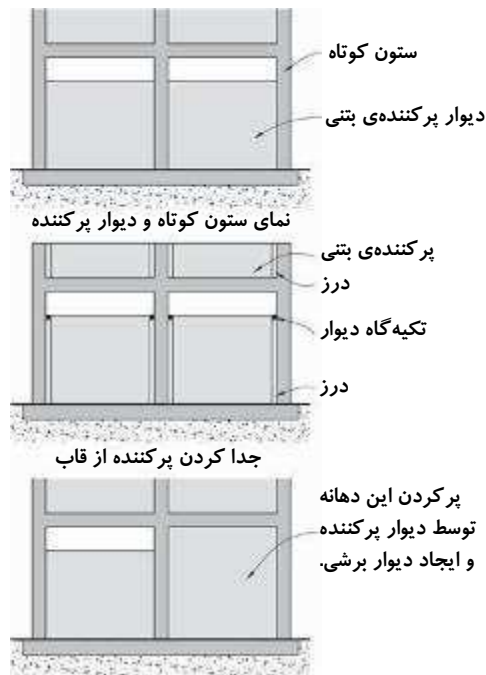 ستون کوتاه
دیوار پرکننده‌ی بتنی
نمای ستون کوتاه و دیوار پرکننده
پرکننده‌ی بتنی
درز
تکیه‌گاه دیوار
درز
جدا کردن پرکننده از قاب
پرکردن این دهانه
توسط دیوار پرکننده
و ایجاد دیوار برشی.